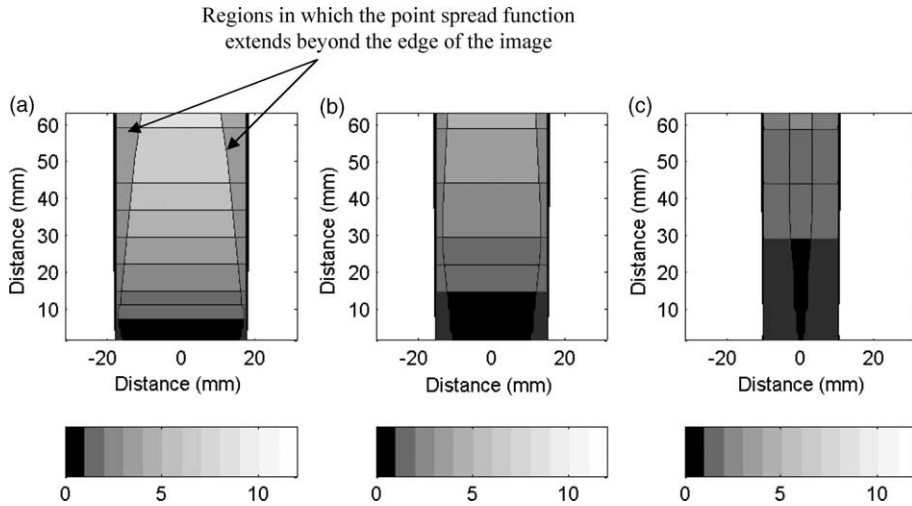 Regions in which the point spread function
extends beyond the edge of the image
(a)
60
50
40
30
20
10
Distance (mm)
-20 0 20
Distance (mm)
0 5 10
(b)
60
50
40
30
20
10
Distance (mm)
-20 0 20
Distance (mm)
0 5 10
(c)
60
50
40
30
20
10
Distance (mm)
-20 0 20
Distance (mm)
0 5 10